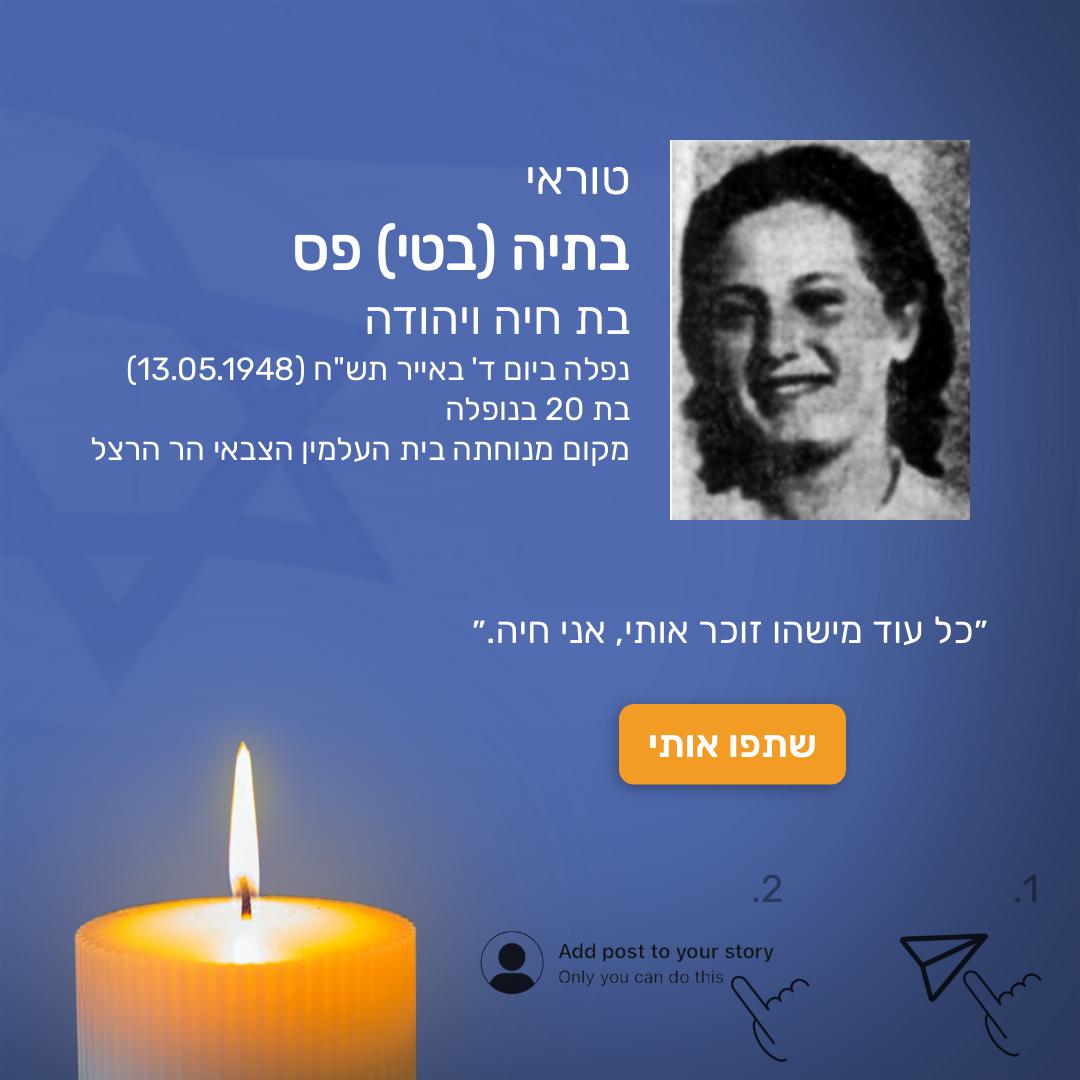 טוראי
בתיה (בטי) פס
בת חיה ויהודה
נפלה ביום ד' באייר תש"ח (13.05.1948)
בת 20 בנופלה
מקום מנוחתה בית העלמין הצבאי הר הרצל
״כל עוד מישהו זוכר אותי, אני חיה.״
שתפו אותי
1.
2.
Add post to your story
Only you can do this